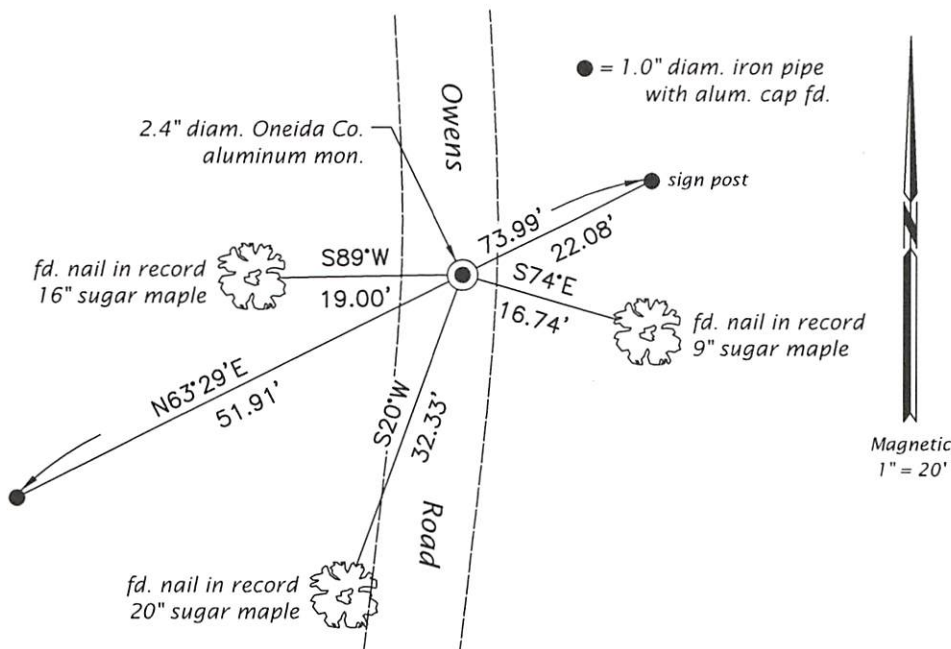 ● = 1.0" diam. iron pipe
with alum. cap fd.
Owens
2.4" diam. Oneida Co.
aluminum mon.
sign post
73.99'
22.08'
S89°W
19.00'
fd. nail in record
16" sugar maple
S74°E
16.74'
fd. nail in record
9" sugar maple
N63°29'E
51.91'
S20°W
32.33'
N
Magnetic
1" = 20'
Road
fd. nail in record
20" sugar maple